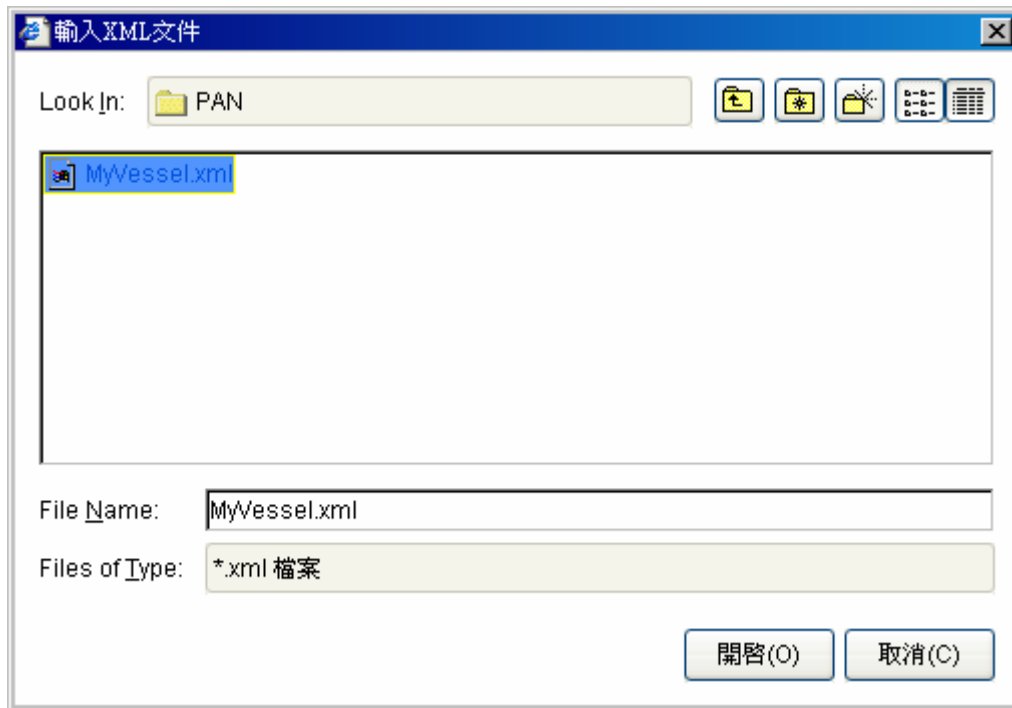 輸入XML文件
Look In: PAN
MyVessel.xml
File Name: MyVessel.xml
Files of Type: *.xml 檔案
開啓(O) 取消(C)